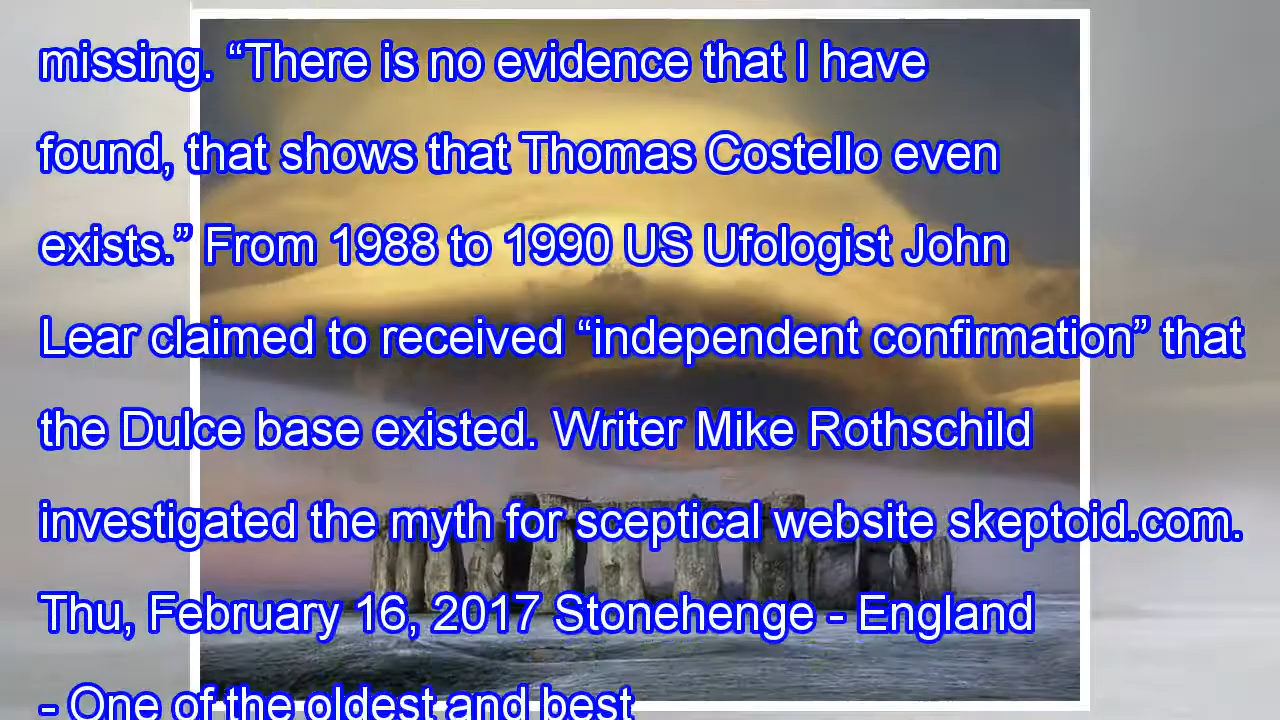 missing. “There is no evidence that I have
found, that shows that Thomas Costello even
exists.” From 1988 to 1990 US Ufologist John
Lear claimed to received “independent confirmation” that
the Dulce base existed. Writer Mike Rothschild
investigated the myth for sceptical website skeptoid.com.
Thu, February 16, 2017 Stonehenge - England
- One of the oldest and best